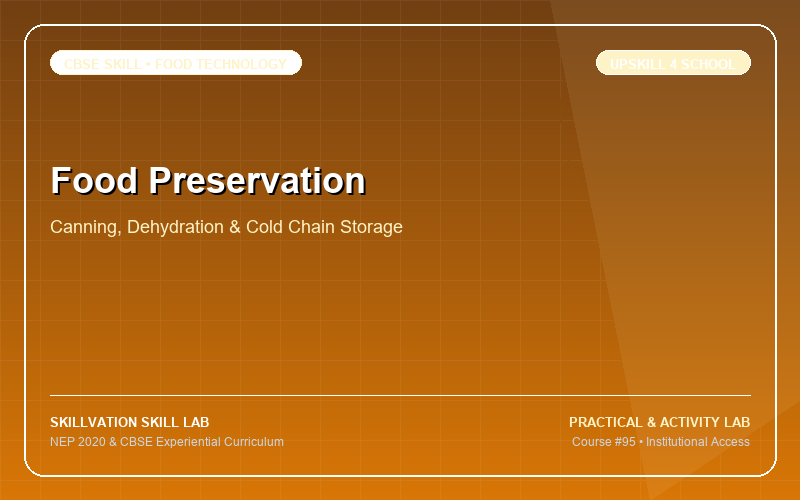 CBSE SKILL • FOOD TECHNOLOGY
UPSKILL 4 SCHOOL
Food Preservation
Canning, Dehydration & Cold Chain Storage
SKILLVATION SKILL LAB
PRACTICAL & ACTIVITY LAB
NEP 2020 & CBSE Experiential Curriculum
Course #95 • Institutional Access